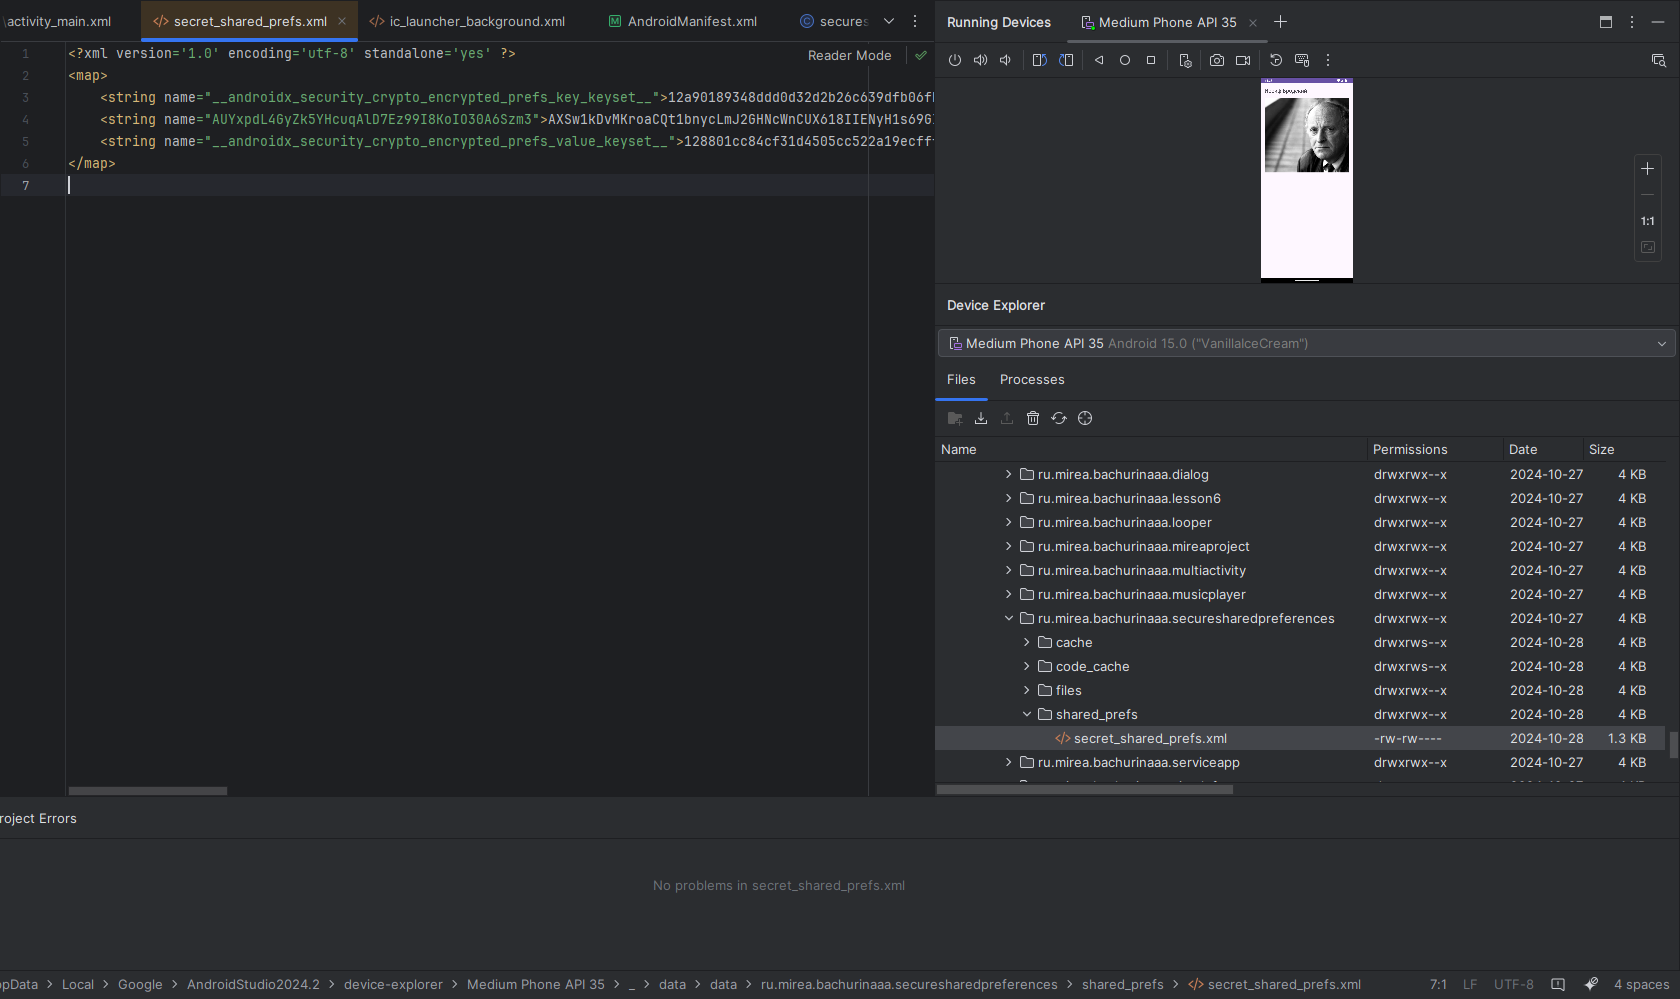 activity_main.xml
secret_shared_prefs.xml
ic_launcher_background.xml
AndroidManifest.xml
secures
Running Devices
Medium Phone API 35
1 <?xml version='1.0' encoding='utf-8' standalone='yes' ?>
Reader Mode
2 <map>
3 <string name="__androidx_security_crypto_encrypted_prefs_key_keyset__">12a90189348ddd0d32d2b26c639dfb06f
4 <string name="AUYxpdL4GyZk5YHcuqAlD7Ez99I8KoIO30A6Szm3">AXSw1kDvMKroaCQt1bnycLmJ2GHNcWnCUX618IIENyH1s69G
5 <string name="__androidx_security_crypto_encrypted_prefs_value_keyset__">128801cc84cf31d4505cc522a19ecff
6 </map>
7
Иосиф Бродский
1:1
Device Explorer
Medium Phone API 35 Android 15.0 ("VanillaIceCream")
Files Processes
Name Permissions Date Size
ru.mirea.bachurinaaa.dialog drwxrwx--x 2024-10-27 4 KB
ru.mirea.bachurinaaa.lesson6 drwxrwx--x 2024-10-27 4 KB
ru.mirea.bachurinaaa.looper drwxrwx--x 2024-10-27 4 KB
ru.mirea.bachurinaaa.mireaproject drwxrwx--x 2024-10-27 4 KB
ru.mirea.bachurinaaa.multiactivity drwxrwx--x 2024-10-27 4 KB
ru.mirea.bachurinaaa.musicplayer drwxrwx--x 2024-10-27 4 KB
ru.mirea.bachurinaaa.securesharedpreferences drwxrwx--x 2024-10-27 4 KB
cache drwxrws--x 2024-10-28 4 KB
code_cache drwxrws--x 2024-10-28 4 KB
files drwxrwx--x 2024-10-28 4 KB
shared_prefs drwxrwx--x 2024-10-28 4 KB
secret_shared_prefs.xml -rw-rw---- 2024-10-28 1.3 KB
ru.mirea.bachurinaaa.serviceapp drwxrwx--x 2024-10-27 4 KB
roject Errors
No problems in secret_shared_prefs.xml
pData > Local > Google > AndroidStudio2024.2 > device-explorer > Medium Phone API 35 > _ > data > data > ru.mirea.bachurinaaa.securesharedpreferences > shared_prefs > secret_shared_prefs.xml
7:1 LF UTF-8 4 spaces